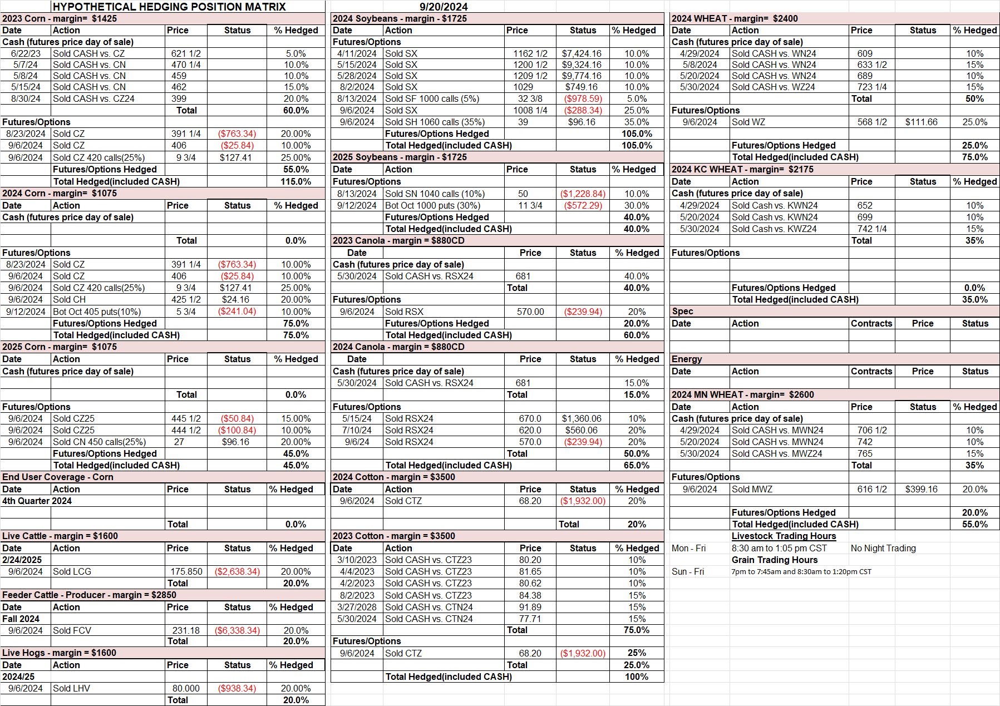 HYPOTHETICAL HEDGING POSITION MATRIX
9/20/2024
2023 Corn - margin= $1425
Date Action Price Status % Hedged
Cash (futures price day of sale)
6/22/23 Sold CASH vs. CZ 621 1/2 5.0%
5/7/24 Sold CASH vs. CN 470 1/4 10.0%
5/8/24 Sold CASH vs. CN 459 10.0%
5/15/24 Sold CASH vs. CN 462 15.0%
8/30/24 Sold CASH vs. CZ24 399 20.0%
Total 60.0%
Futures/Options
8/23/2024 Sold CZ 391 1/4 ($763.34) 20.00%
9/6/2024 Sold CZ 406 ($25.84) 10.00%
9/6/2024 Sold CZ 420 calls(25%) 9 3/4 $127.41 25.00%
Futures/Options Hedged 55.0%
Total Hedged(included CASH) 115.0%
2024 Corn - margin= $1075
Date Action Price Status % Hedged
Cash (futures price day of sale)
Total 0.0%
Futures/Options
8/23/2024 Sold CZ 391 1/4 ($763.34) 10.00%
9/6/2024 Sold CZ 406 ($25.84) 10.00%
9/6/2024 Sold CZ 420 calls(25%) 9 3/4 $127.41 25.00%
9/6/2024 Sold CH 425 1/2 $24.16 20.00%
9/12/2024 Bot Oct 405 puts(10%) 5 3/4 ($241.04) 10.00%
Futures/Options Hedged 75.0%
Total Hedged(included CASH) 75.0%
2025 Corn - margin= $1075
Date Action Price Status % Hedged
Cash (futures price day of sale)
Total 0.0%
Futures/Options
9/6/2024 Sold CZ25 445 1/2 ($50.84) 15.00%
9/6/2024 Sold CZ25 444 1/2 ($100.84) 10.00%
9/6/2024 Sold CN 450 calls(25%) 27 $96.16 20.00%
Futures/Options Hedged 45.0%
Total Hedged(included CASH) 45.0%
End User Coverage - Corn
Date Action Price Status % Hedged
4th Quarter 2024
Total 0.0%
Live Cattle - margin = $1600
Date Action Price Status % Hedged
2/24/2025
9/6/2024 Sold LCG 175.850 ($2,638.34) 20.00%
Total 20.0%
Feeder Cattle - Producer - margin = $2850
Date Action Price Status % Hedged
Fall 2024
9/6/2024 Sold FCV 231.18 ($6,338.34) 20.0%
Total 20.0%
Live Hogs - margin = $1600
Date Action Price Status % Hedged
2024/25
9/6/2024 Sold LHV 80.000 ($938.34) 20.00%
Total 20.0%
2024 Soybeans - margin - $1725
Date Action Price Status % Hedged
Futures/Options
4/11/2024 Sold SX 1162 1/2 $7,424.16 10.0%
5/15/2024 Sold SX 1200 1/2 $9,324.16 10.0%
5/28/2024 Sold SX 1209 1/2 $9,774.16 10.0%
8/2/2024 Sold SX 1029 $749.16 10.0%
8/13/2024 Sold SF 1000 calls (5%) 32 3/8 ($978.59) 5.0%
9/6/2024 Sold SX 1008 1/4 ($288.34) 25.0%
9/6/2024 Sold SH 1060 calls (35%) 39 $96.16 35.0%
Futures/Options Hedged 105.0%
Total Hedged(included CASH) 105.0%
2025 Soybeans - margin - $1725
Date Action Price Status % Hedged
Futures/Options
8/13/2024 Sold SN 1040 calls (10%) 50 ($1,228.84) 10.0%
9/12/2024 Bot Oct 1000 puts (30%) 11 3/4 ($572.29) 30.0%
Futures/Options Hedged 40.0%
Total Hedged(included CASH) 40.0%
2023 Canola - margin = $880CD
Date Price Status % Hedged
Cash (futures price day of sale)
5/30/2024 Sold CASH vs. RSX24 681 40.0%
Total 40.0%
Futures/Options
9/6/2024 Sold RSX 570.00 ($239.94) 20%
Futures/Options Hedged 20.0%
Total Hedged(included CASH) 60.0%
2024 Canola - margin = $880CD
Date Price Status % Hedged
Cash (futures price day of sale)
5/30/2024 Sold CASH vs. RSX24 681 15.0%
Total 15.0%
Futures/Options
5/15/24 Sold RSX24 670.0 $1,360.06 10%
7/10/24 Sold RSX24 620.0 $560.06 20%
9/6/24 Sold RSX24 570.0 ($239.94) 20%
Total 50.0%
Total Hedged(included CASH) 65.0%
2024 Cotton - margin = $3500
Date Action Price Status % Hedged
9/6/2024 Sold CTZ 68.20 ($1,932.00) 20%
Total 20%
2023 Cotton - margin = $3500
Date Action Price Status % Hedged
3/10/2023 Sold CASH vs. CTZ23 80.20 10%
4/4/2023 Sold CASH vs. CTZ23 81.65 10%
4/2/2023 Sold CASH vs. CTZ23 80.62 10%
8/2/2023 Sold CASH vs. CTZ23 84.38 15%
3/27/2028 Sold CASH vs. CTN24 91.89 15%
5/30/2024 Sold CASH vs. CTN24 77.71 15%
Total 75.0%
Futures/Options
9/6/2024 Sold CTZ 68.20 ($1,932.00) 25%
Total 25.0%
Total Hedged(included CASH) 100%
2024 WHEAT - margin= $2400
Date Action Price Status % Hedged
Cash (futures price day of sale)
4/29/2024 Sold CASH vs. WN24 609 10%
5/8/2024 Sold CASH vs. WN24 633 1/2 15%
5/20/2024 Sold CASH vs. WN24 689 10%
5/30/2024 Sold CASH vs. WZ24 723 1/4 15%
Total 50%
Futures/Options
9/6/2024 Sold WZ 568 1/2 $111.66 25.0%
Futures/Options Hedged 25.0%
Total Hedged(included CASH) 75.0%
2024 KC WHEAT - margin= $2175
Date Action Price Status % Hedged
Cash (futures price day of sale)
4/29/2024 Sold Cash vs. KWN24 652 10%
5/20/2024 Sold Cash vs. KWN24 699 10%
5/30/2024 Sold Cash vs. KWZ24 742 1/4 15%
Total 35%
Futures/Options
Futures/Options Hedged 0.0%
Total Hedged(included CASH) 35.0%
Spec
Date Action Contracts Price Status
Energy
Date Action Contracts Price Status
2024 MN WHEAT - margin= $2600
Date Action Price Status % Hedged
Cash (futures price day of sale)
4/29/2024 Sold CASH vs. MWN24 706 1/2 10%
5/20/2024 Sold CASH vs. MWN24 742 10%
5/30/2024 Sold CASH vs. MWZ24 765 15%
Total 35%
Futures/Options
9/6/2024 Sold MWZ 616 1/2 $399.16 20.0%
Futures/Options Hedged 20.0%
Total Hedged(included CASH) 55.0%
Livestock Trading Hours
Mon - Fri 8:30 am to 1:05 pm CST No Night Trading
Grain Trading Hours
Sun - Fri 7pm to 7:45am and 8:30am to 1:20pm CST